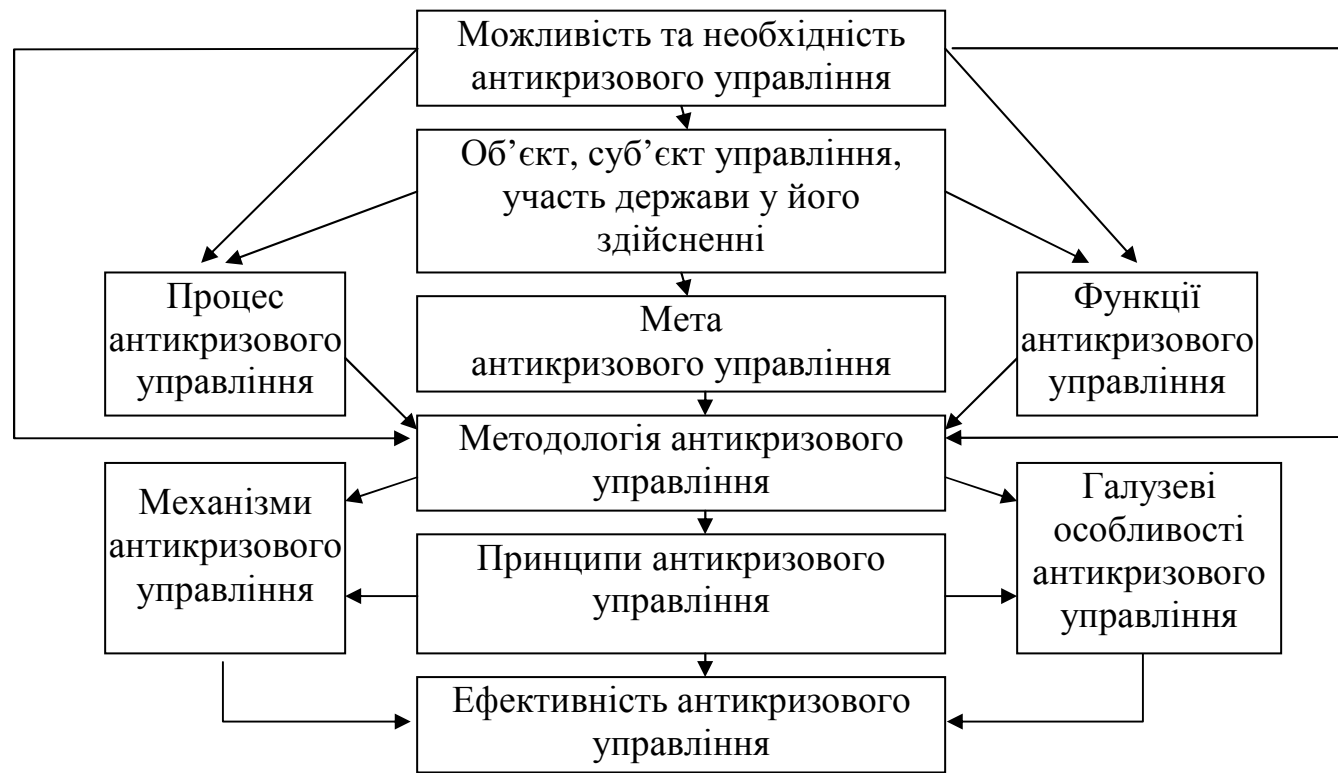 Можливість та необхідність
антикризового управління
Об’єкт, суб’єкт управління,
участь держави у його
здійсненні
Процес
антикризового
управління
Мета
антикризового управління
Функції
антикризового
управління
Методологія антикризового
управління
Механізми
антикризового
управління
Принципи антикризового
управління
Галузеві
особливості
антикризового
управління
Ефективність антикризового
управління